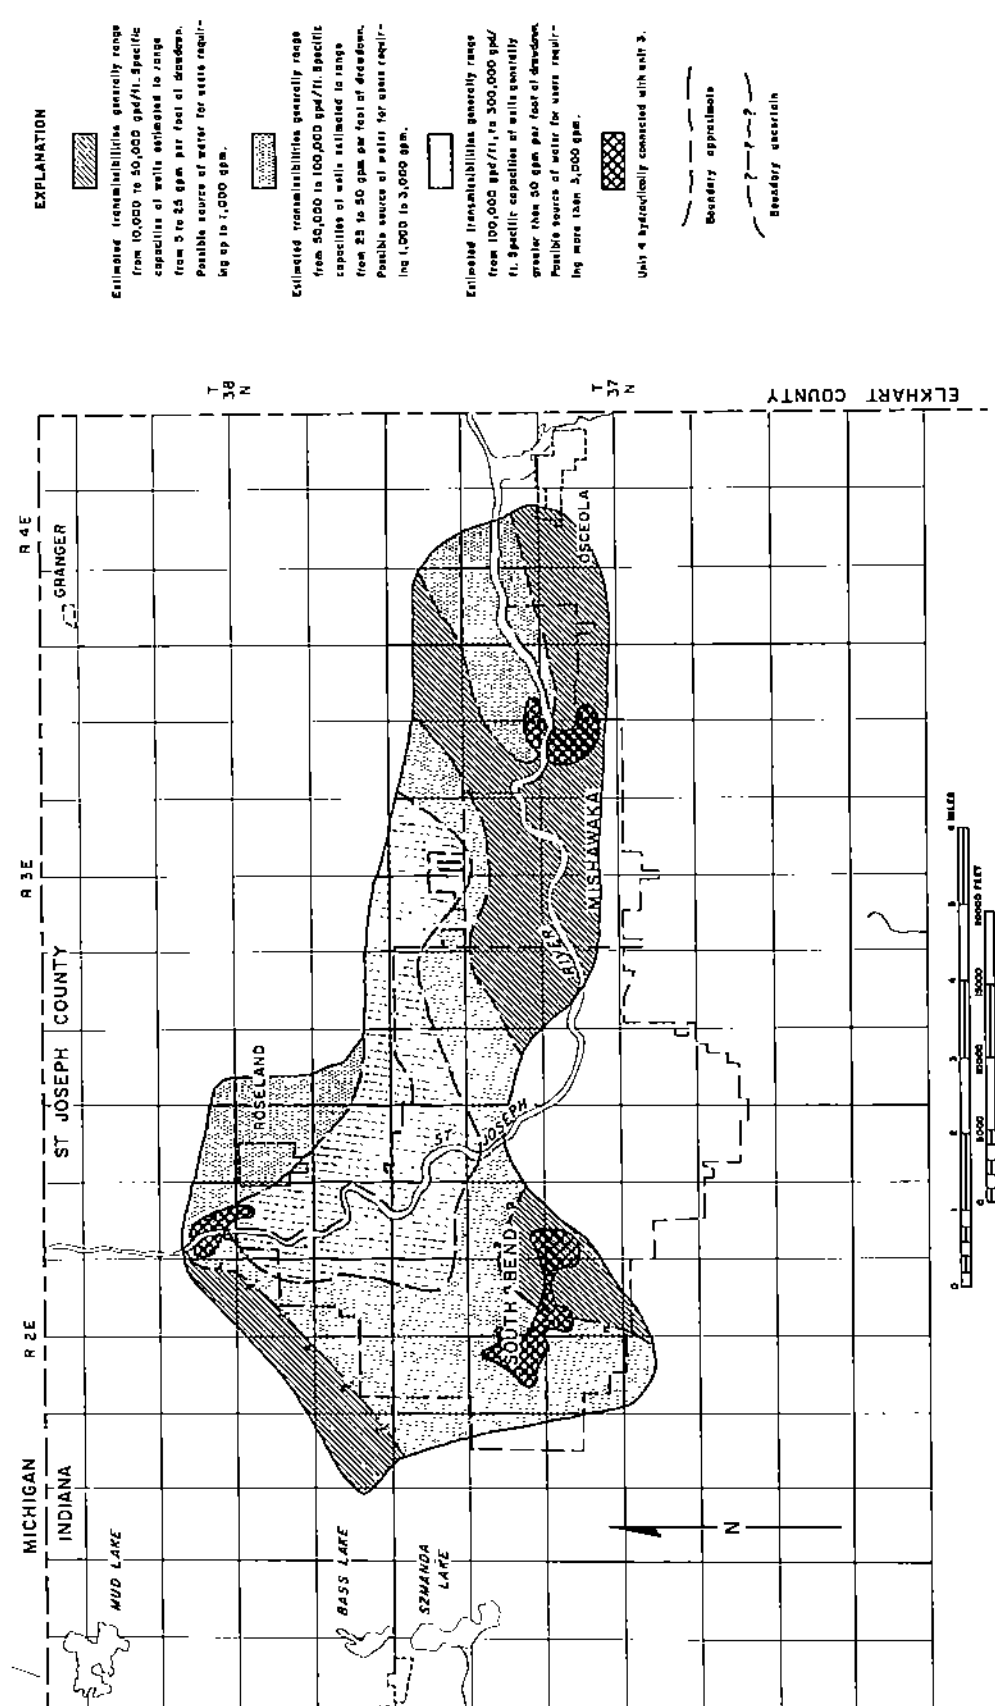 EXPLANATION
Estimated transmissibilities generally range
from 10,000 to 50,000 gpd/ft. Specific
capacities of wells estimated to range
from 5 to 25 gpm per foot of drawdown.
Possible source of water for users requir-
ing up to 1,000 gpm.
Estimated transmissibilities generally range
from 50,000 to 100,000 gpd/ft. Specific
capacities of wells estimated to range
from 25 to 50 gpm per foot of drawdown.
Possible source of water for users requir-
ing 1,000 to 3,000 gpm.
Estimated transmissibilities generally range
from 100,000 gpd/ft. to 300,000 gpd/
ft. Specific capacities of wells generally
greater than 50 gpm per foot of drawdown.
Possible source of water for users requir-
ing more than 3,000 gpm.
Unit 4 hydraulically connected with unit 3.
Boundary approximate
—?—?—?
Boundary uncertain
MICHIGAN
INDIANA
R 2 E
R 3 E
R 4 E
ST JOSEPH COUNTY
ELKHART COUNTY
T
38
N
T
37
N
MUD LAKE
BASS LAKE
SZMANDA
LAKE
GRANGER
ROSELAND
ST
JOSEPH
RIVER
SOUTH BEND
MISHAWAKA
OSCEOLA
N
0 1 2 3 4 5 6 MILES
0 5000 10000 15000 20000 FEET